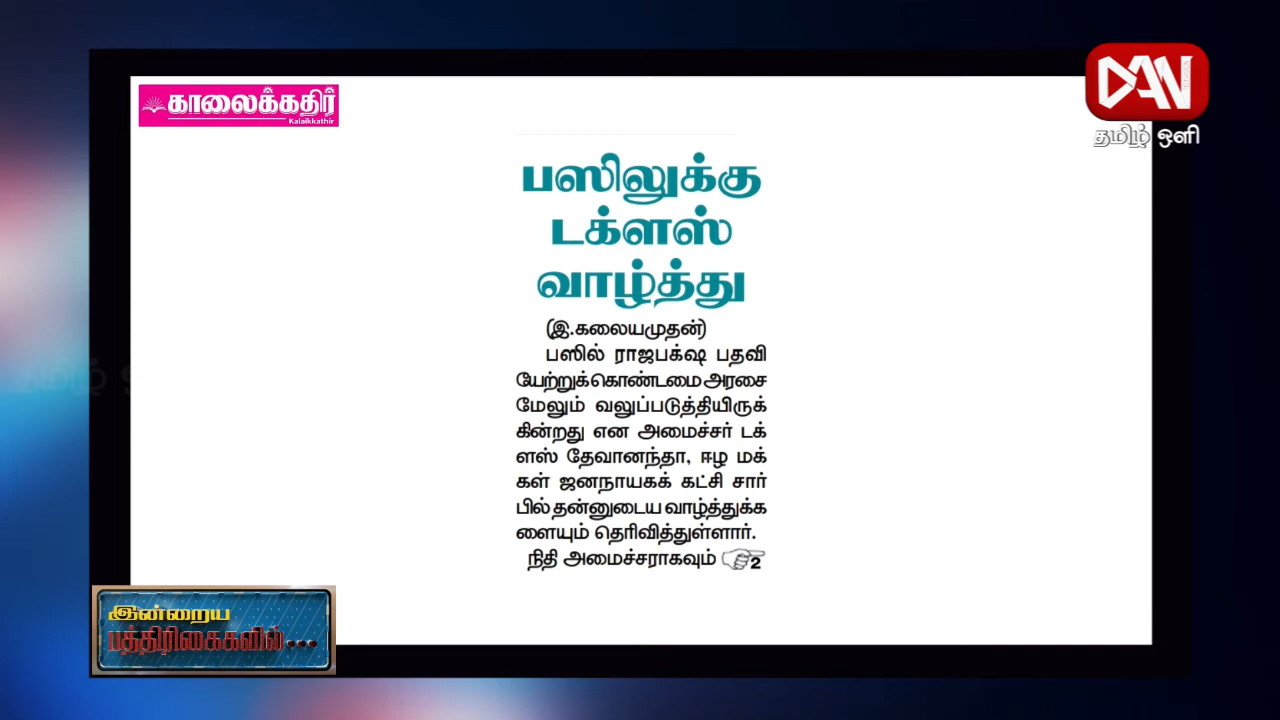 காலைக்கதிர்
Kalaikkathir
DAN
தமிழ் ஒளி
பஸிலுக்கு
டக்ளஸ்
வாழ்த்து
(இ.கலையமுதன்)
பஸில் ராஜபக்ஷ பதவி
யேற்றுக்கொண்டமை அரசை
மேலும் வலுப்படுத்தியிருக்
கின்றது என அமைச்சர் டக்
ளஸ் தேவானந்தா, ஈழ மக்
கள் ஜனநாயகக் கட்சி சார்
பில் தன்னுடைய வாழ்த்துக்க
ளையும் தெரிவித்துள்ளார்.
நிதி அமைச்சராகவும் 2
தமிழ் ஒளி
இன்றைய
பத்திரிகைகளில்...